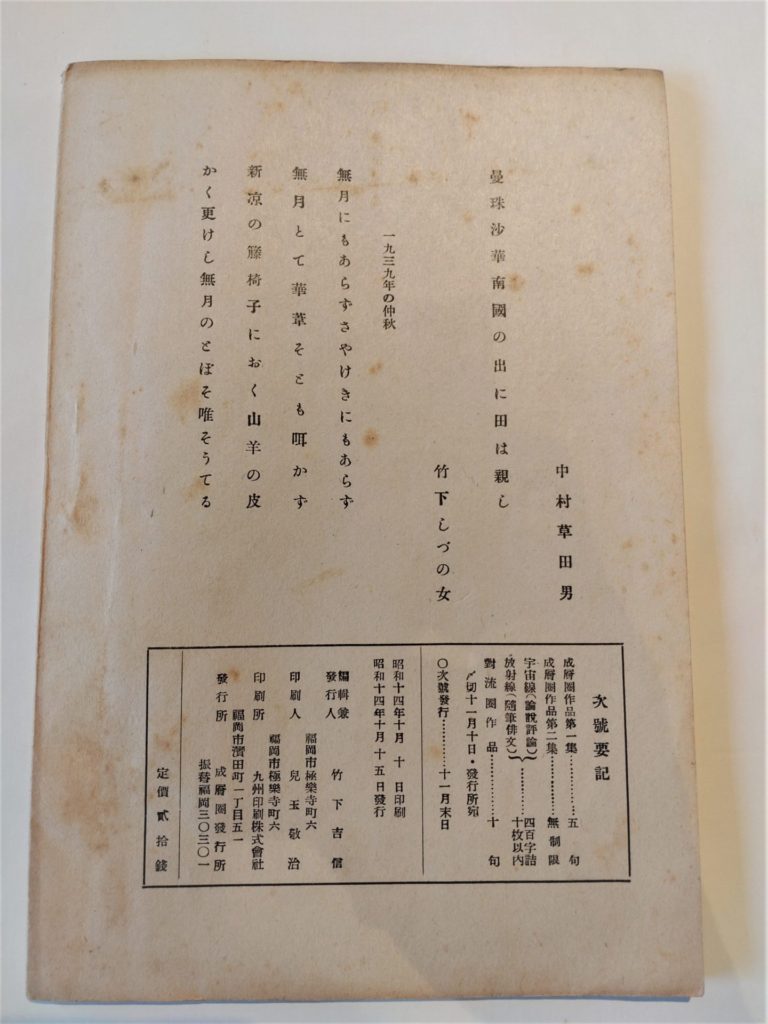 中村草田男
曼珠沙華南國の出に田は親し
竹下しづの女
一九三九年の仲秋
無月にもあらずさやけきにもあらず
無月とて華葦そとも咡かず
新涼の籐椅子におく山羊の皮
かく更けし無月のとぼそ唯そうてる
次號要記
成層圈作品第一集…………五句
成層圈作品第二集…………無制限
宇宙線(論說評論)
放射線(隨筆俳文)
四百字詰
十枚以內
對流圈作品…………十句
〆切十一月十日・發行所宛
〇次號發行…………十一月末日
昭和十四年十月十日印刷
昭和十四年十月十五日發行
編輯兼
發行人
福岡市極樂寺町六
竹下吉信
印刷人
兒玉敬治
福岡市極樂寺町六
印刷所
九州印刷株式會社
福岡市濱田町一丁目五一
發行所
成層圈發行所
振替福岡三〇三〇一
定價貳拾錢